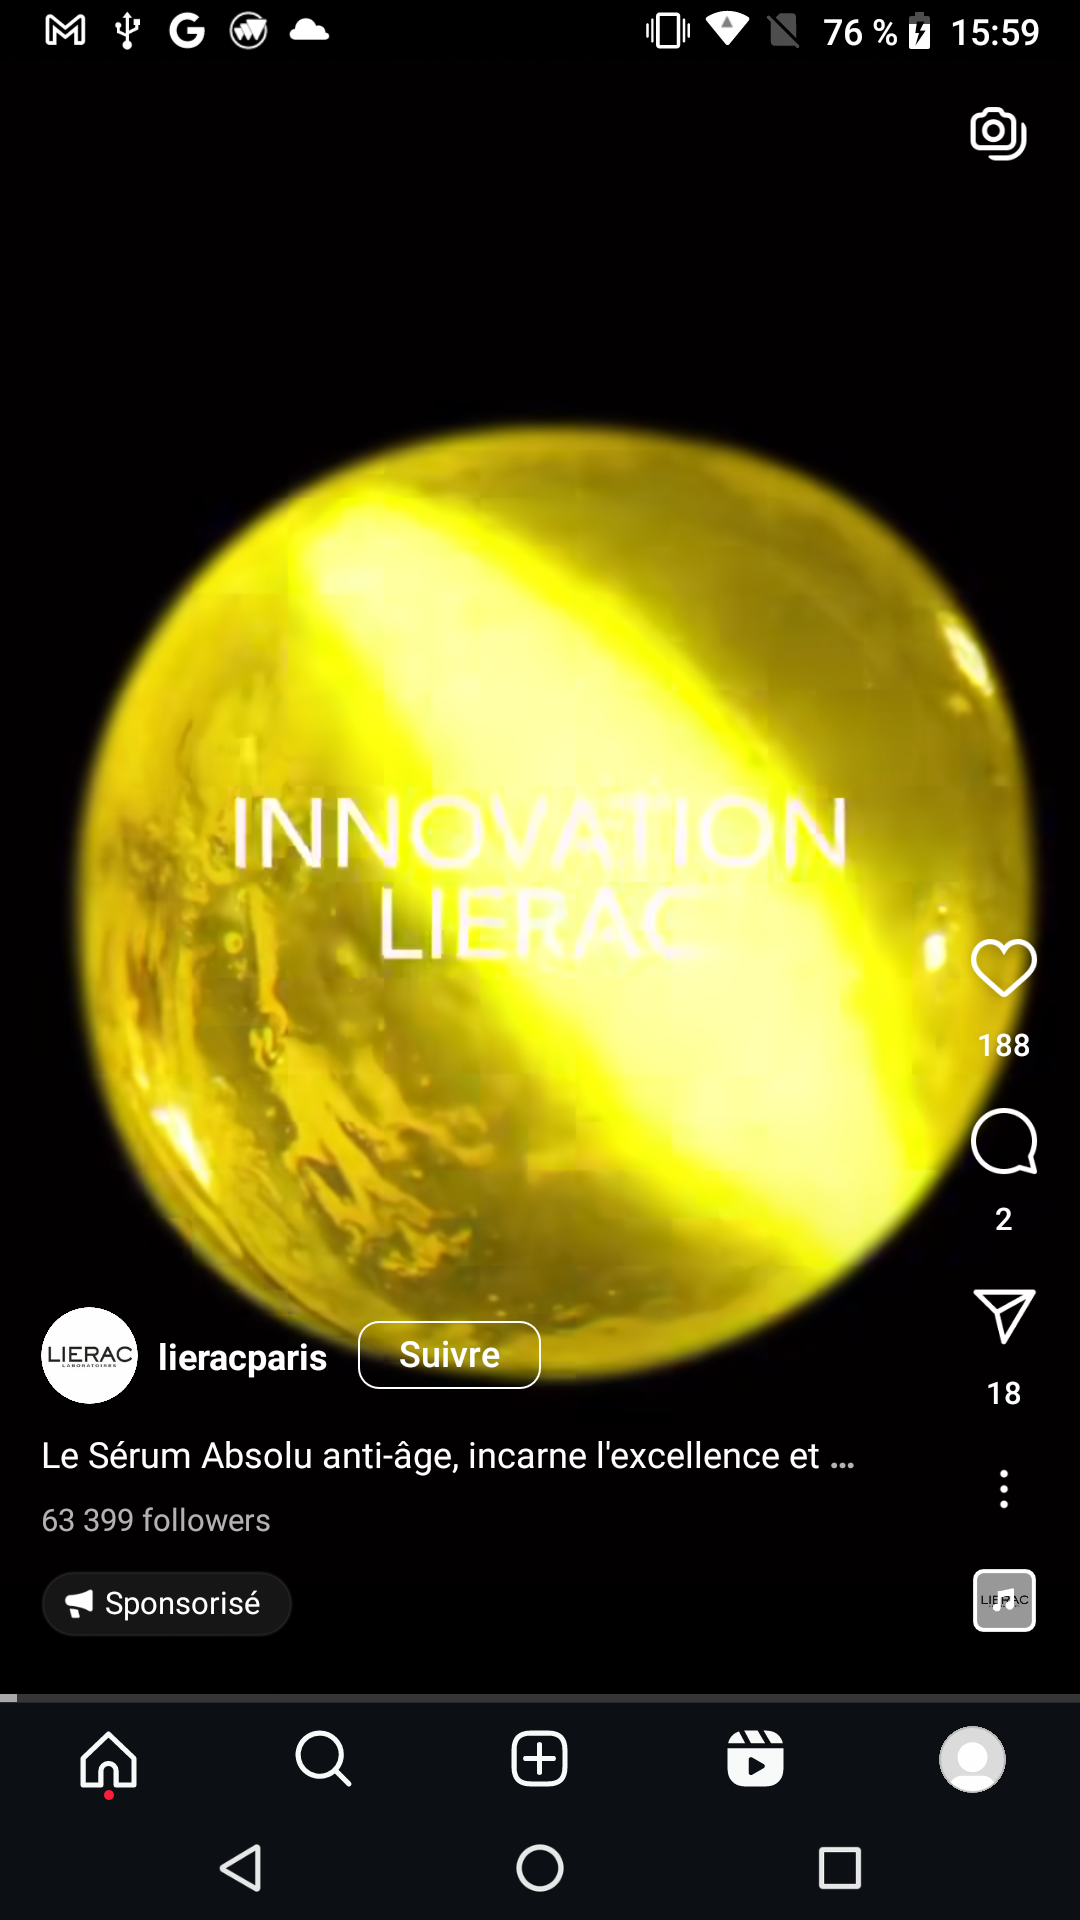 76 % 15:59
INNOVATION
LIERAC
188
2
18
LIERAC
LABORATOIRES
lieracparis
Suivre
Le Sérum Absolu anti-âge, incarne l'excellence et ...
63 399 followers
Sponsorisé
LIERAC